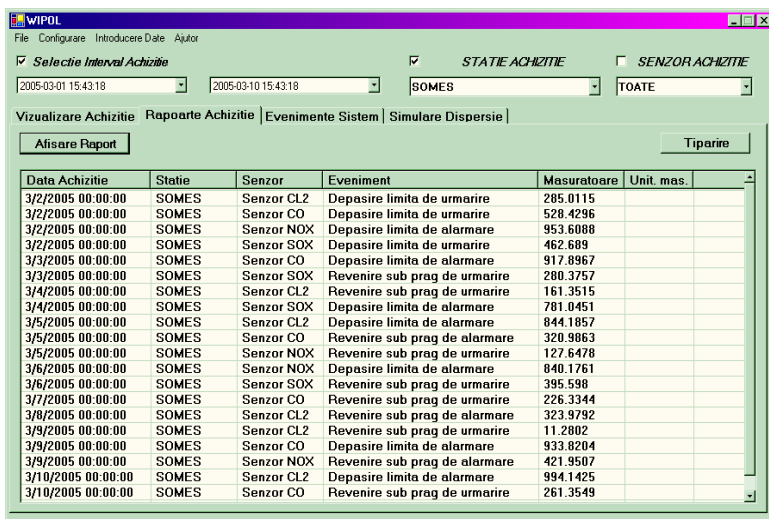 WIPOL
File Configurare Introducere Date Ajutor
Selectie Interval Achizitie STATIE ACHIZITIE SENZOR ACHIZITIE
2005-03-01 15:43:18 2005-03-10 15:43:18 SOMES TOATE
Vizualizare Achizitie Rapoarte Achizitie Evenimente Sistem Simulare Dispersie
Afisare Raport Tiparire
Data Achizitie Statie Senzor Eveniment Masuratoare Unit. mas.
3/2/2005 00:00:00 SOMES Senzor CL2 Depasire limita de urmarire 285.0115
3/2/2005 00:00:00 SOMES Senzor CO Depasire limita de urmarire 528.4296
3/2/2005 00:00:00 SOMES Senzor NOX Depasire limita de alarmare 953.6088
3/2/2005 00:00:00 SOMES Senzor SOX Depasire limita de urmarire 462.689
3/3/2005 00:00:00 SOMES Senzor CO Depasire limita de alarmare 917.8967
3/3/2005 00:00:00 SOMES Senzor SOX Revenire sub prag de urmarire 280.3757
3/4/2005 00:00:00 SOMES Senzor CL2 Revenire sub prag de urmarire 161.3515
3/4/2005 00:00:00 SOMES Senzor SOX Depasire limita de alarmare 781.0451
3/5/2005 00:00:00 SOMES Senzor CL2 Depasire limita de alarmare 844.1857
3/5/2005 00:00:00 SOMES Senzor CO Revenire sub prag de alarmare 320.9863
3/5/2005 00:00:00 SOMES Senzor NOX Revenire sub prag de urmarire 127.6478
3/6/2005 00:00:00 SOMES Senzor NOX Depasire limita de alarmare 840.1761
3/6/2005 00:00:00 SOMES Senzor SOX Revenire sub prag de urmarire 395.598
3/7/2005 00:00:00 SOMES Senzor CO Revenire sub prag de urmarire 226.3344
3/8/2005 00:00:00 SOMES Senzor CL2 Revenire sub prag de alarmare 323.9792
3/9/2005 00:00:00 SOMES Senzor CL2 Revenire sub prag de urmarire 11.2802
3/9/2005 00:00:00 SOMES Senzor CO Depasire limita de alarmare 933.8204
3/9/2005 00:00:00 SOMES Senzor NOX Revenire sub prag de alarmare 421.9507
3/10/2005 00:00:00 SOMES Senzor CL2 Depasire limita de alarmare 994.1425
3/10/2005 00:00:00 SOMES Senzor CO Revenire sub prag de urmarire 261.3549